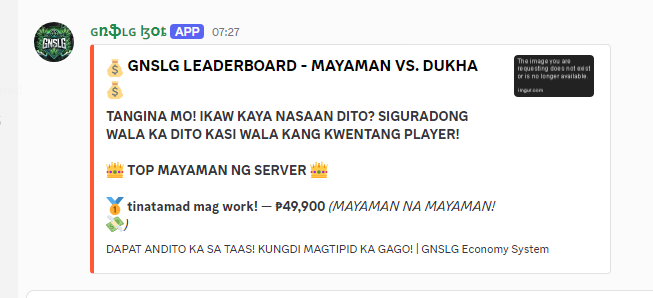 GNSLG
ɢռֆʟɢ ɮօȶ APP 07:27
💰 GNSLG LEADERBOARD - MAYAMAN VS. DUKHA
💰
The image you are
requesting does not exist
or is no longer available.
imgur.com
TANGINA MO! IKAW KAYA NASAAN DITO? SIGURADONG
WALA KA DITO KASI WALA KANG KWENTANG PLAYER!
👑 TOP MAYAMAN NG SERVER 👑
🥇 tinatamad mag work! — ₱49,900 (MAYAMAN NA MAYAMAN!
💸)
DAPAT ANDITO KA SA TAAS! KUNGDI MAGTIPID KA GAGO! | GNSLG Economy System